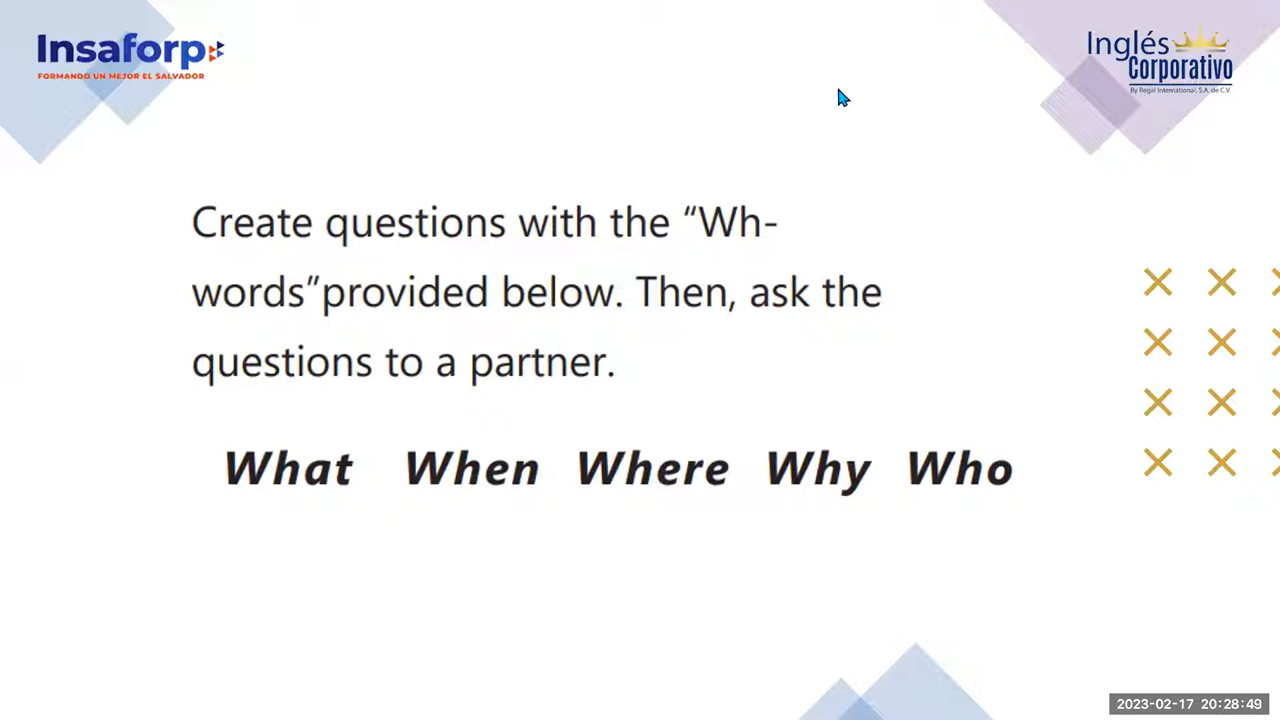 Insaforp
FORMANDO UN MEJOR EL SALVADOR
Inglés
Corporativo
By Regal International, S.A. de C.V.
Create questions with the “Wh-
words”provided below. Then, ask the
questions to a partner.
What When Where Why Who
2023-02-17 20:28:49